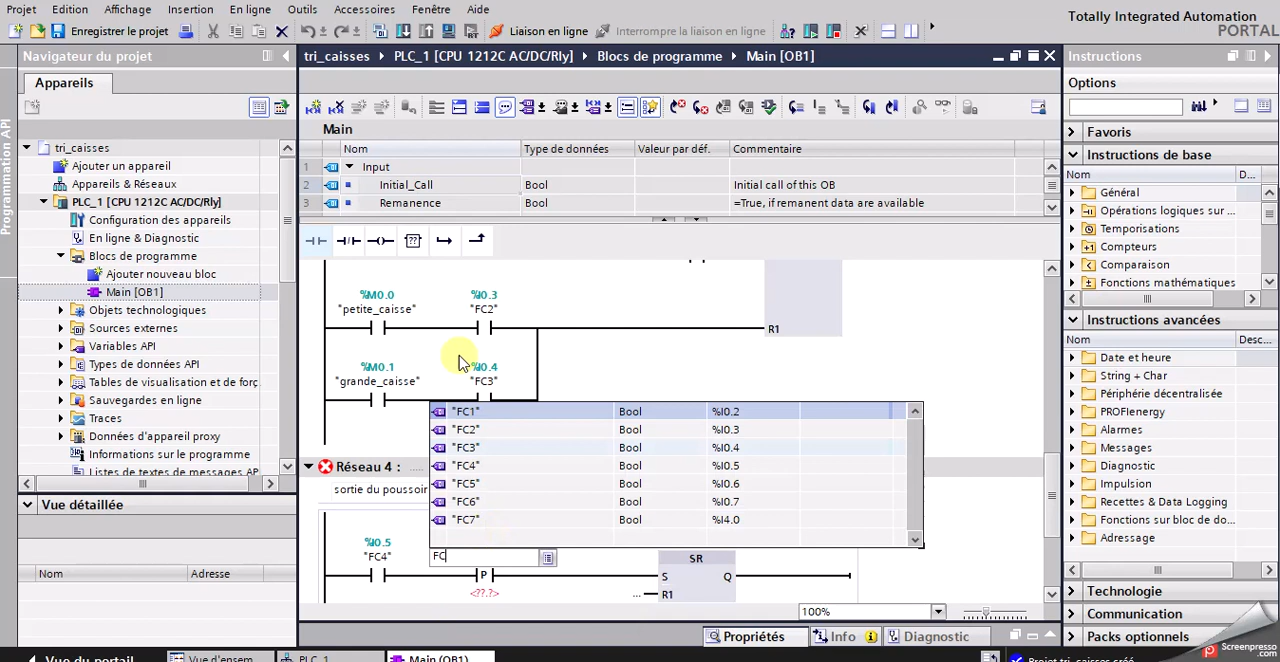 Projet Edition Affichage Insertion En ligne Outils Accessoires Fenêtre Aide
Totally Integrated Automation
PORTAL
Enregistrer le projet
Liaison en ligne
Interrompre la liaison en ligne
Navigateur du projet
tri_caisses
PLC_1 [CPU 1212C AC/DC/Rly]
Blocs de programme
Main [OB1]
Instructions
Appareils
Programmation API
tri_caisses
Ajouter un appareil
Appareils & Réseaux
PLC_1 [CPU 1212C AC/DC/Rly]
Configuration des appareils
En ligne & Diagnostic
Blocs de programme
Ajouter nouveau bloc
Main [OB1]
Objets technologiques
Sources externes
Variables API
Types de données API
Tables de visualisation et de forç
Sauvegardes en ligne
Traces
Données d'appareil proxy
Informations sur le programme
Listes de textes de messages API
Vue détaillée
Nom Adresse
Main
Nom Type de données Valeur par déf. Commentaire
1 Input
2 Initial_Call Bool Initial call of this OB
3 Remanence Bool =True, if remanent data are available
??
%M0.0 %I0.3
"petite_caisse" "FC2"
R1
%M0.1 %I0.4
"grande_caisse" "FC3"
"FC1" Bool %I0.2
"FC2" Bool %I0.3
"FC3" Bool %I0.4
"FC4" Bool %I0.5
"FC5" Bool %I0.6
"FC6" Bool %I0.7
"FC7" Bool %I4.0
Réseau 4 : .....
sortie du poussoir
%I0.5
"FC4"
FC
P
<??.?>
SR
S Q
... R1
100%
Propriétés Info Diagnostic
Options
Favoris
Instructions de base
Nom D...
Général
Opérations logiques sur ...
Temporisations
Compteurs
Comparaison
Fonctions mathématiques
Instructions avancées
Nom Desc...
Date et heure
String + Char
Périphérie décentralisée
PROFIenergy
Alarmes
Messages
Diagnostic
Impulsion
Recettes & Data Logging
Fonctions sur bloc de do...
Adressage
Technologie
Communication
Packs optionnels
Vue du portail
Vue d'ensem...
PLC_1
Main (OB1)
Projet tri_caisses créé.
Screenpresso
.com